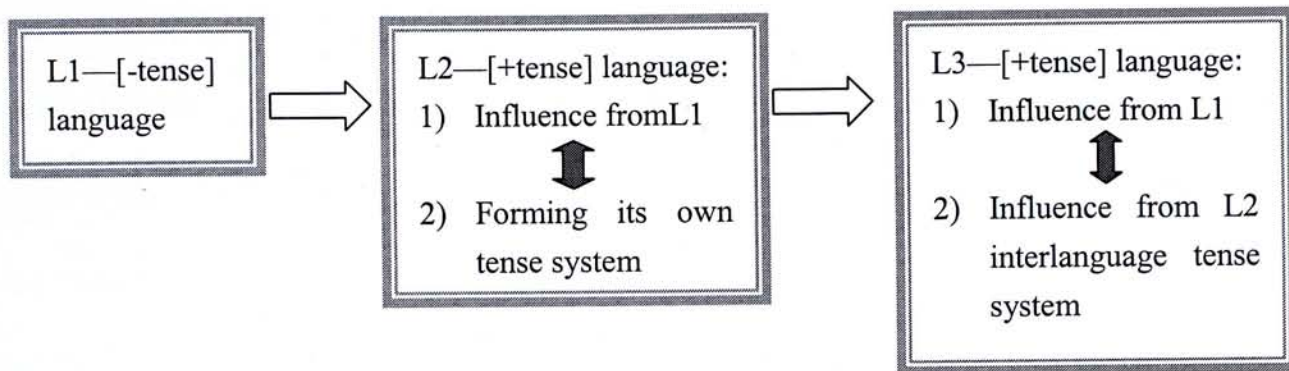 L1—[-tense]
language
L2—[+tense] language:
1) Influence fromL1
2) Forming its own
tense system
L3—[+tense] language:
1) Influence from L1
2) Influence from L2
interlanguage tense
system